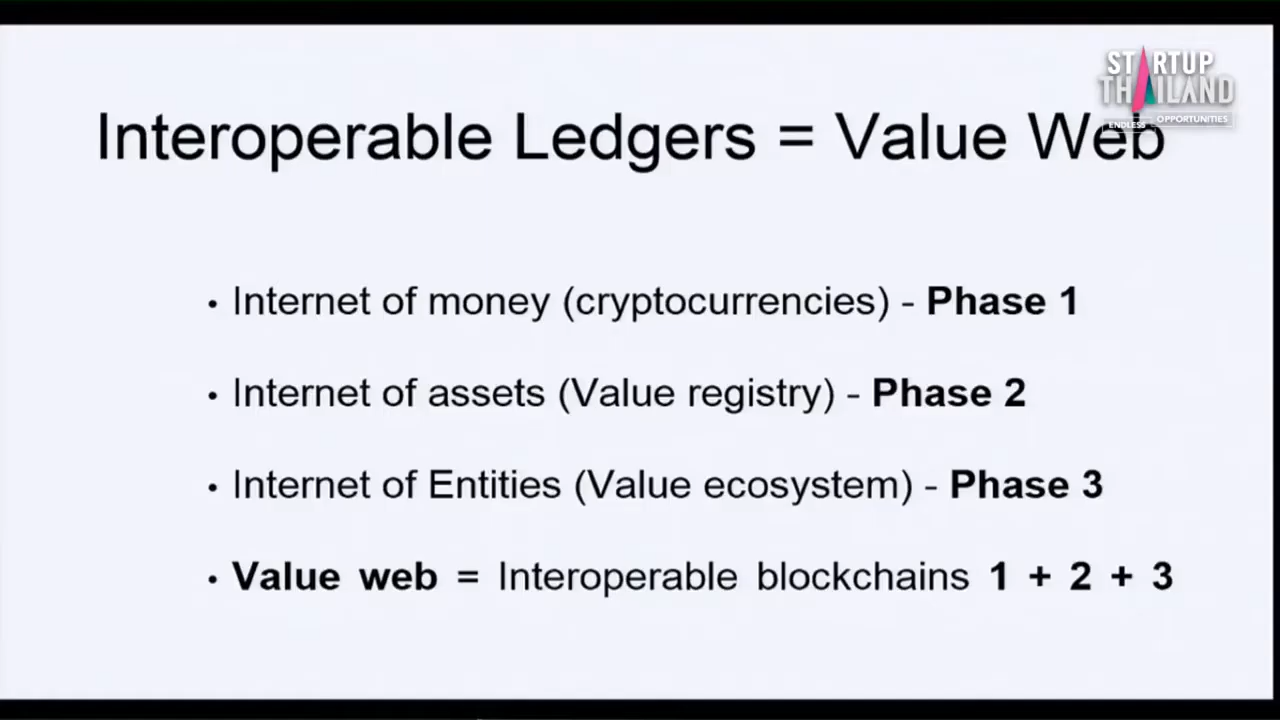 STARTUP
THAILAND
ENDLESS OPPORTUNITIES
Interoperable Ledgers = Value Web
• Internet of money (cryptocurrencies) - Phase 1
• Internet of assets (Value registry) - Phase 2
• Internet of Entities (Value ecosystem) - Phase 3
• Value web = Interoperable blockchains 1 + 2 + 3